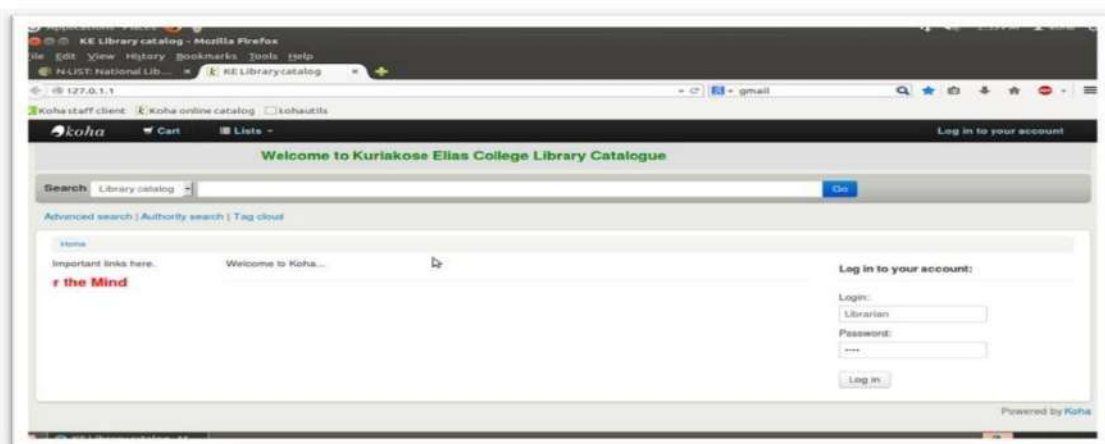 KE Library catalog - Mozilla Firefox
Edit View History Bookmarks Tools Help
N-LIST: National Lib... KE Library catalog
127.0.1.1 gmail
Koha staff client Koha online catalog kohautils
koha Cart Lists Log in to your account
Welcome to Kuriakose Elias College Library Catalogue
Search Library catalog Go
Advanced search | Authority search | Tag cloud
Home
Important links here. Welcome to Koha... Log in to your account:
r the Mind
Login:
Librarian
Password:
••••
Log in
Powered by Koha